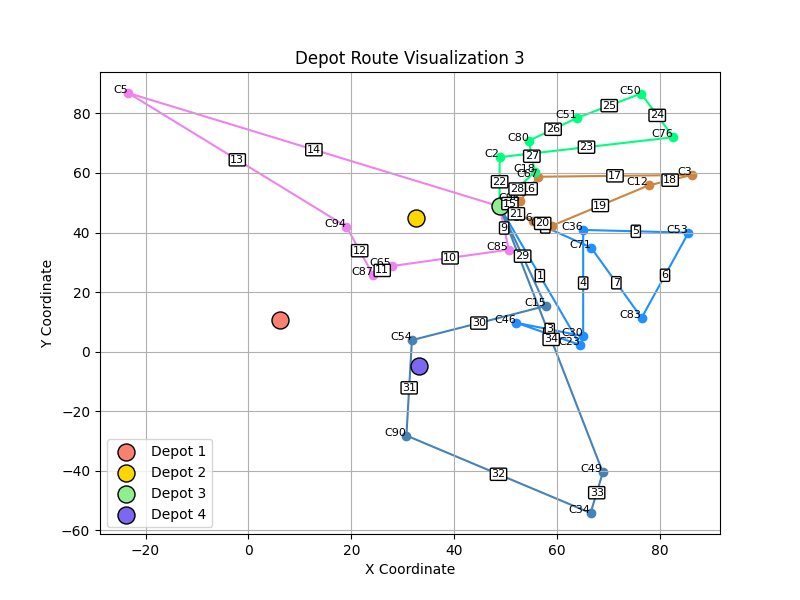 Depot Route Visualization 3
C5
C50
25
C51
24
26
C80
C76
14
23
13
C2
27
C18
C67
17
C3
18
22
C12
28
16
15
19
21
20
C94
9
C36
5
C53
12
C85
C71
29
10
C65
11
C87
1
6
4
7
C15
C83
30
C46
3
C30
34
C54
C23
31
C90
C49
32
33
C34
Y Coordinate
80
60
40
20
0
−20
−40
−60
−20
0
20
40
60
80
X Coordinate
Depot 1
Depot 2
Depot 3
Depot 4